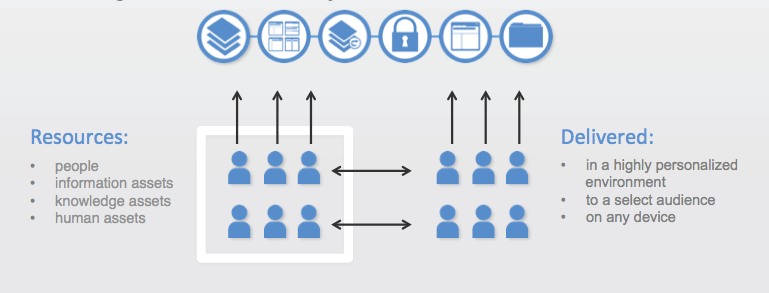 Resources:
• people
• information assets
• knowledge assets
• human assets
Delivered:
• in a highly personalized
environment
• to a select audience
• on any device